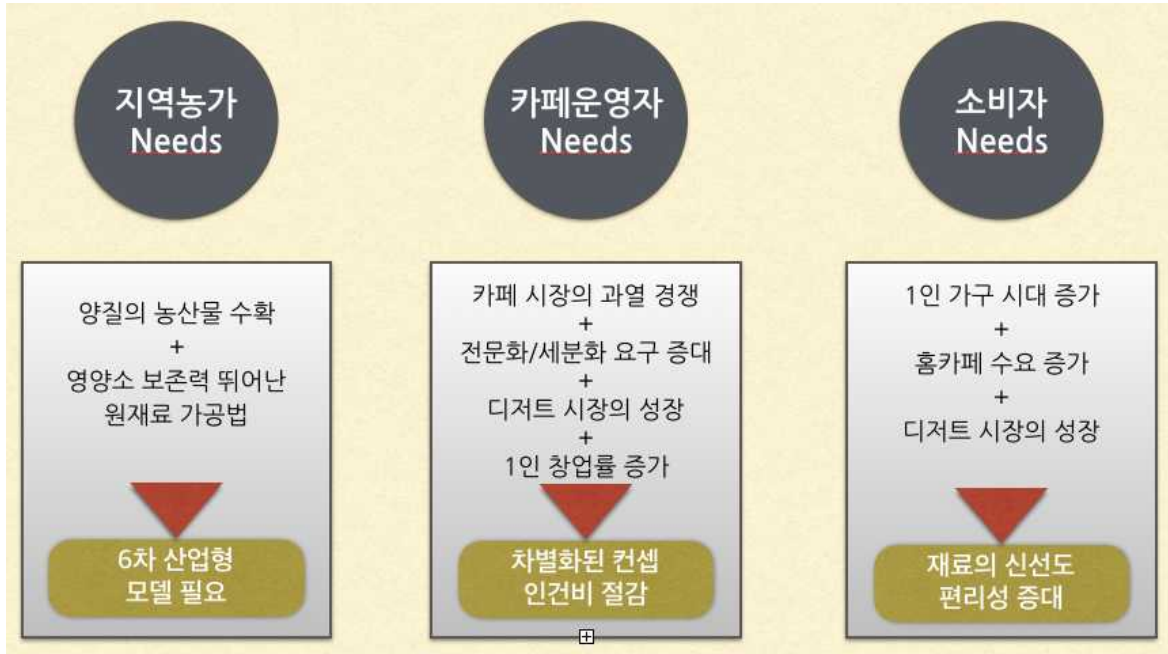 지역농가
Needs
양질의 농산물 수확
+
영양소 보존력 뛰어난
원재료 가공법
6차 산업형
모델 필요
카페운영자
Needs
카페 시장의 과열 경쟁
+
전문화/세분화 요구 증대
+
디저트 시장의 성장
+
1인 창업률 증가
차별화된 컨셉
인건비 절감
소비자
Needs
1인 가구 시대 증가
+
홈카페 수요 증가
+
디저트 시장의 성장
재료의 신선도
편리성 증대